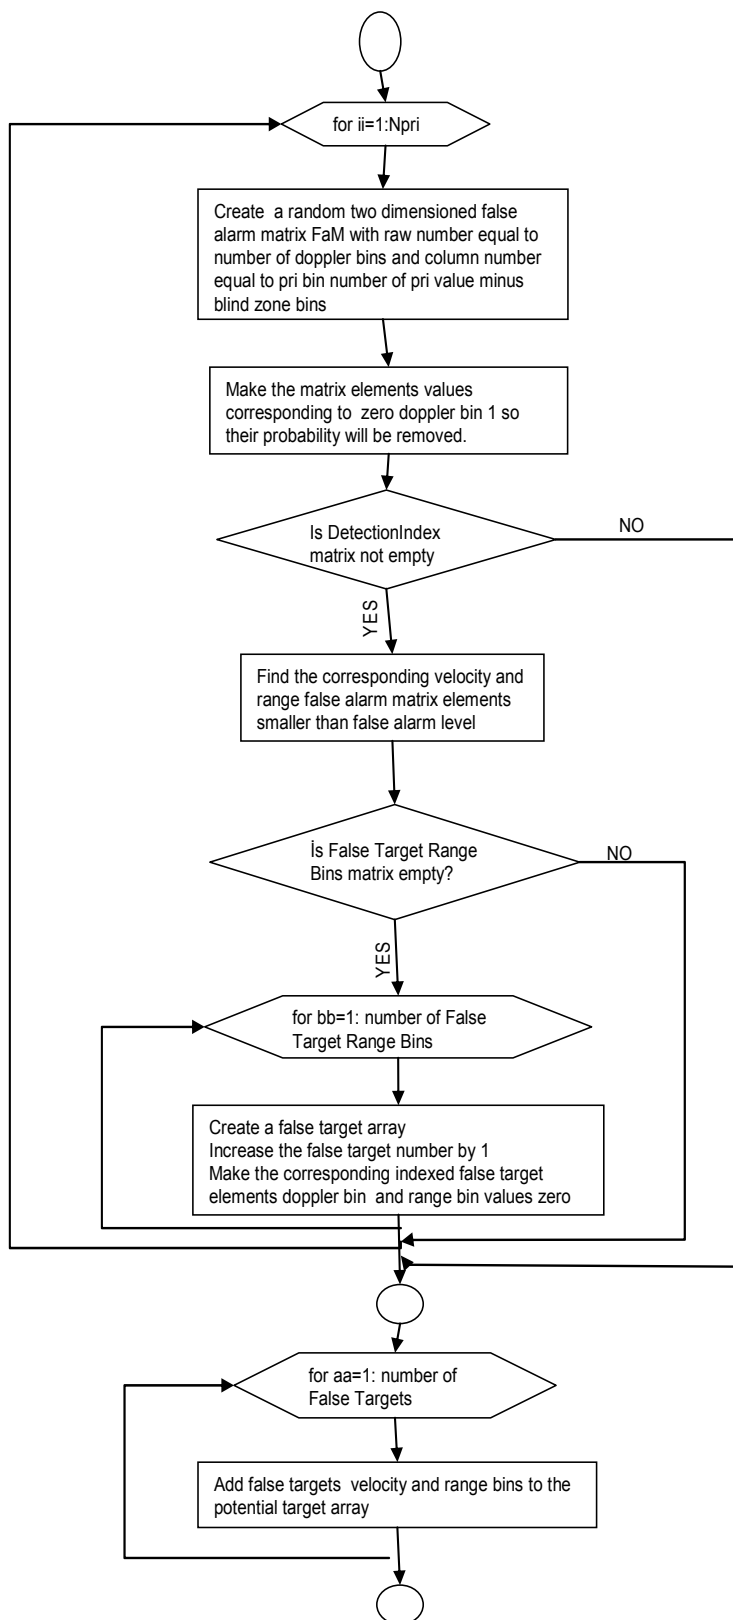 for ii=1:Npri
Create a random two dimensioned false
alarm matrix FaM with raw number equal to
number of doppler bins and column number
equal to pri bin number of pri value minus
blind zone bins
Make the matrix elements values
corresponding to zero doppler bin 1 so
their probability will be removed.
Is DetectionIndex
matrix not empty
NO
YES
Find the corresponding velocity and
range false alarm matrix elements
smaller than false alarm level
İs False Target Range
Bins matrix empty?
NO
YES
for bb=1: number of False
Target Range Bins
Create a false target array
Increase the false target number by 1
Make the corresponding indexed false target
elements doppler bin and range bin values zero
for aa=1: number of
False Targets
Add false targets velocity and range bins to the
potential target array